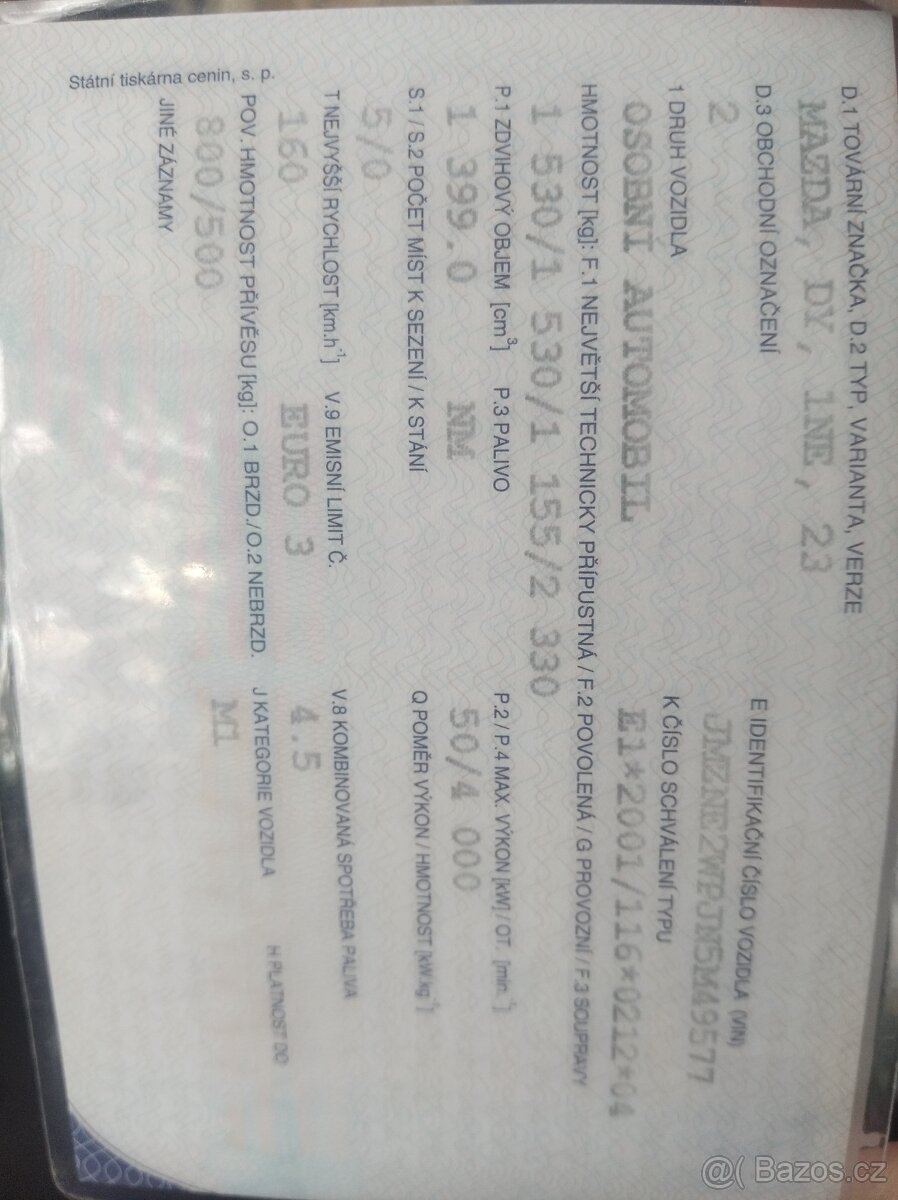 D.1 TOVÁRNÍ ZNAČKA, D.2 TYP, VARIANTA, VERZE
MAZDA, DY, 1NE, 23
D.3 OBCHODNÍ OZNAČENÍ
2
E IDENTIFIKAČNÍ ČÍSLO VOZIDLA (VIN)
JMZNE2WPJN5M49577
1 DRUH VOZIDLA
OSOBNÍ AUTOMOBIL
K ČÍSLO SCHVÁLENÍ TYPU
E1*2001/116*0212*04
HMOTNOST [kg]: F.1 NEJVĚTŠÍ TECHNICKY PŘÍPUSTNÁ / F.2 POVOLENÁ / G PROVOZNÍ / F.3 SOUPRAVY
1 530/1 530/1 155/2 330
P.1 ZDVIHOVÝ OBJEM [cm³] P.3 PALIVO P.2 / P.4 MAX. VÝKON [kW] / OT. [min.⁻¹]
1 399.0 NM 50/4 000
S.1 / S.2 POČET MÍST K SEZENÍ / K STÁNÍ Q POMĚR VÝKON / HMOTNOST [kW.kg⁻¹]
5/0
T NEJVYŠŠÍ RYCHLOST [km.h⁻¹] V.9 EMISNÍ LIMIT Č. V.8 KOMBINOVANÁ SPOTŘEBA PALIVA
160 EURO 3 4.5
POV. HMOTNOST PŘÍVĚSU [kg]: O.1 BRZD./O.2 NEBRZD. J KATEGORIE VOZIDLA H PLATNOST DO
800/500 M1
JINÉ ZÁZNAMY
Státní tiskárna cenin, s. p.
@( Bazos.cz